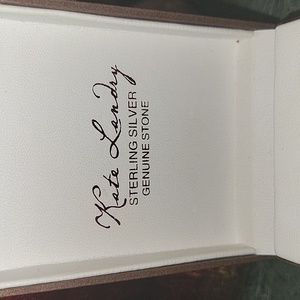 Kate Landry
STERLING SILVER
GENUINE STONE